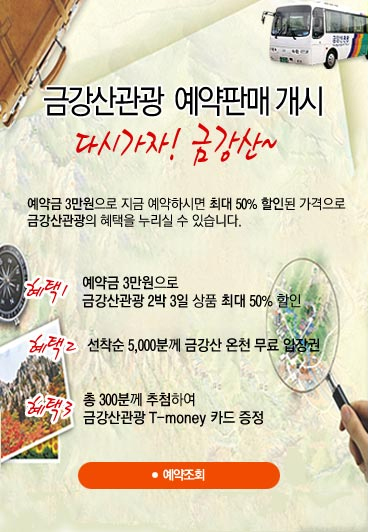 금강산관광 예약판매 개시
다시가자! 금강산~
예약금 3만원으로 지금 예약하시면 최대 50% 할인된 가격으로
금강산관광의 혜택을 누리실 수 있습니다.
혜택1 예약금 3만원으로
금강산관광 2박 3일 상품 최대 50% 할인
혜택2 선착순 5,000분께 금강산 온천 무료 입장권
혜택3 총 300분께 추첨하여
금강산관광 T-money 카드 증정
• 예약조회